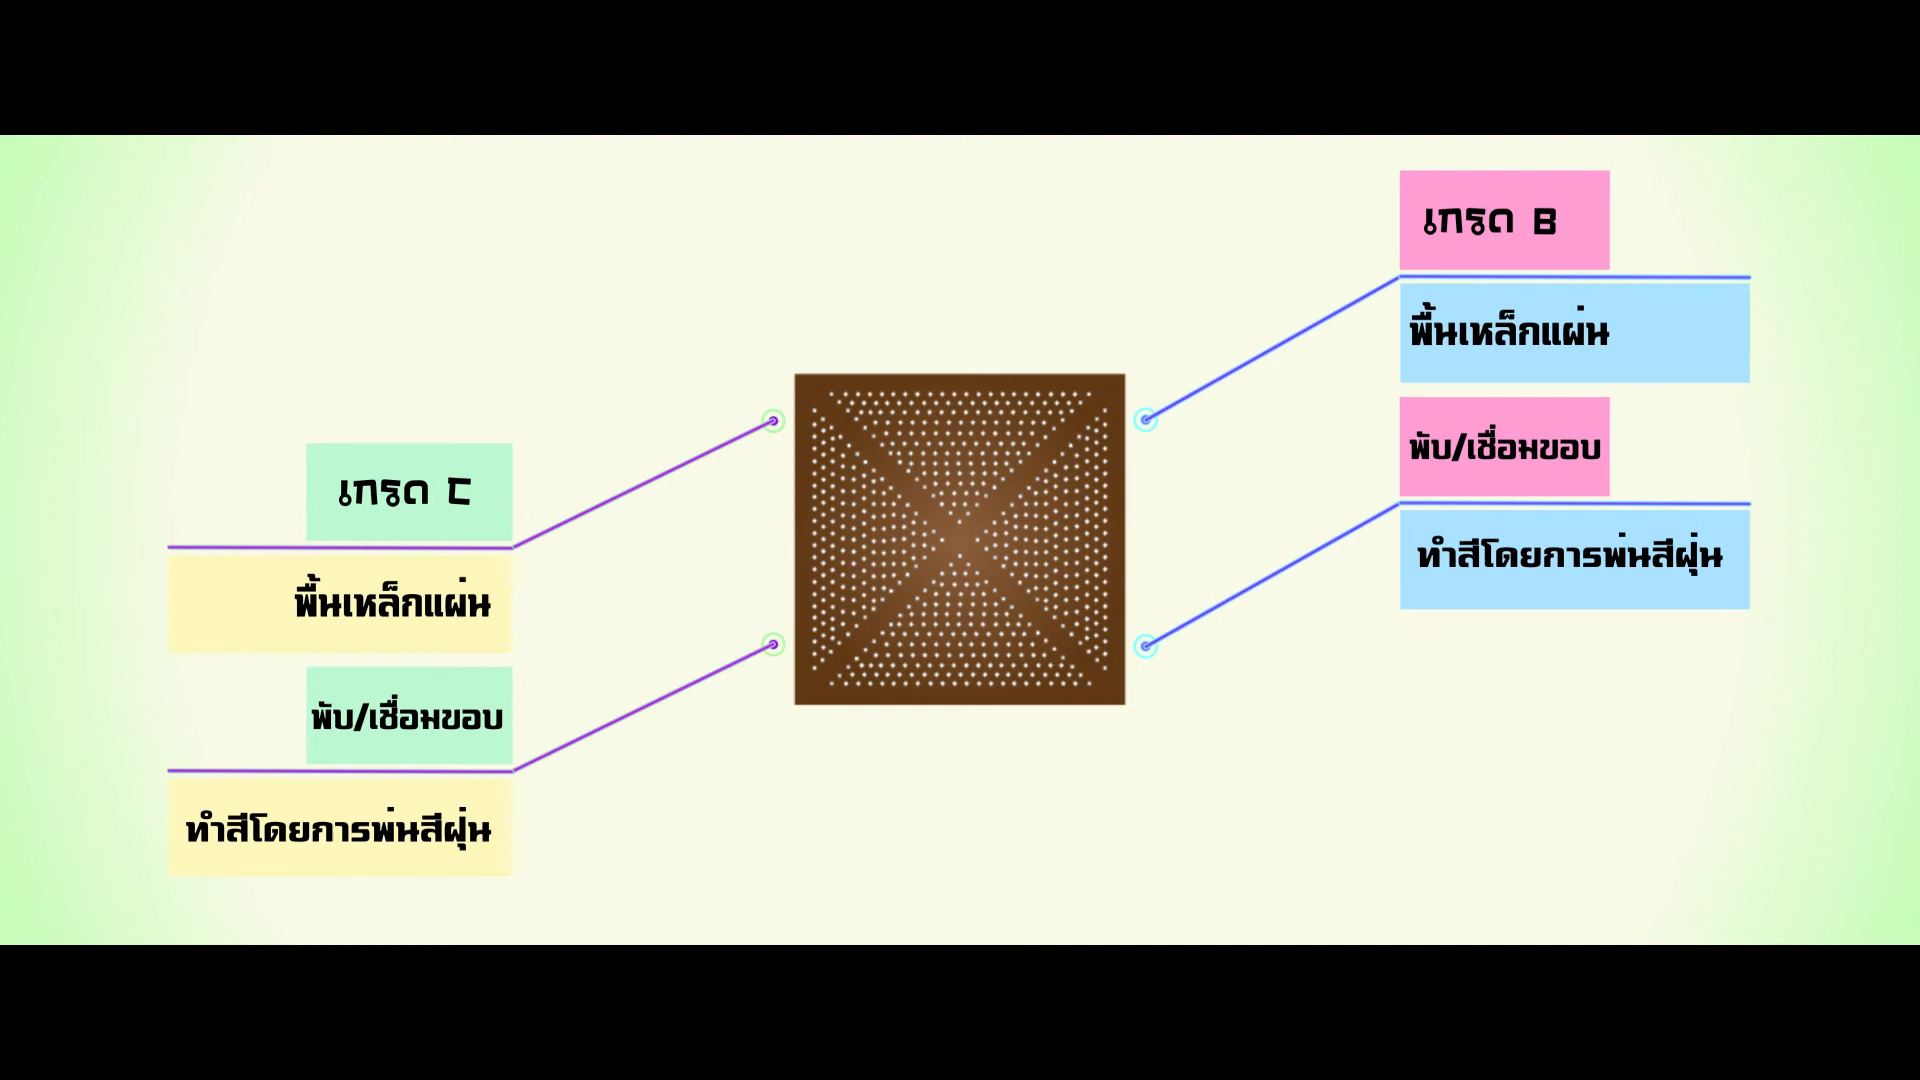 เกรด C
พื้นเหล็กแผ่น
พับ/เชื่อมขอบ
ทำสีโดยการพ่นสีฝุ่น
เกรด B
พื้นเหล็กแผ่น
พับ/เชื่อมขอบ
ทำสีโดยการพ่นสีฝุ่น